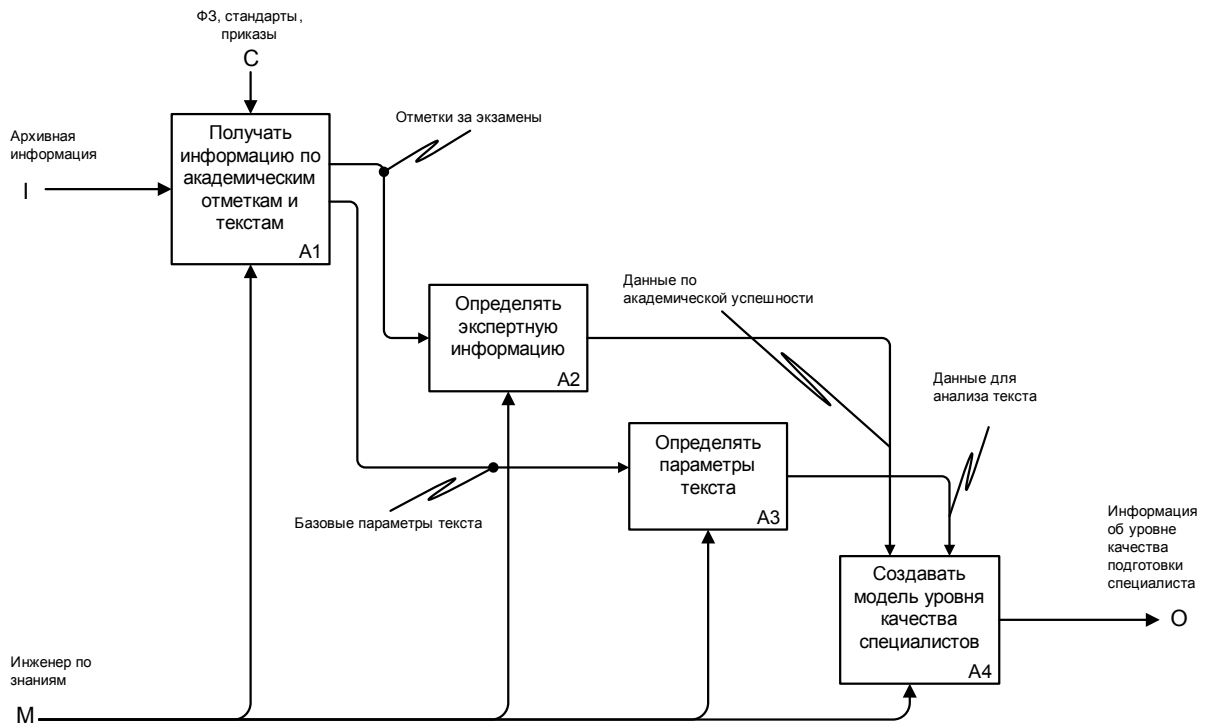 ФЗ, стандарты,
приказы
C
Архивная
информация
I
Получать
информацию по
академическим
отметкам и
текстам
A1
Отметки за экзамены
Определять
экспертную
информацию
A2
Данные по
академической успешности
Данные для
анализа текста
Определять
параметры
текста
A3
Базовые параметры текста
Создавать
модель уровня
качества
специалистов
A4
Информация
об уровне
качества
подготовки
специалиста
O
Инженер по
знаниям
M